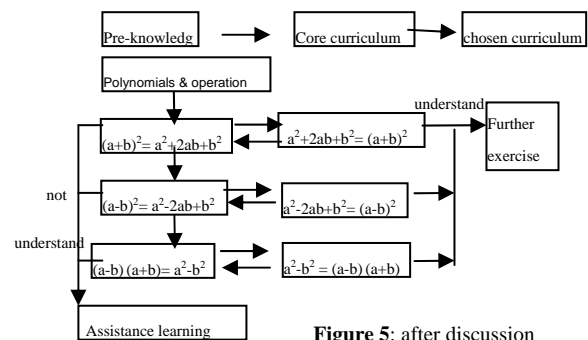 Pre-knowledg
Core curriculum
chosen curriculum
Polynomials & operation
understand
(a+b)²= a²+2ab+b²
a²+2ab+b²= (a+b)²
Further
exercise
not
(a-b)²= a²-2ab+b²
a²-2ab+b²= (a-b)²
understand
(a-b)(a+b)= a²-b²
a²-b² = (a-b)(a+b)
Assistance learning
Figure 5: after discussion